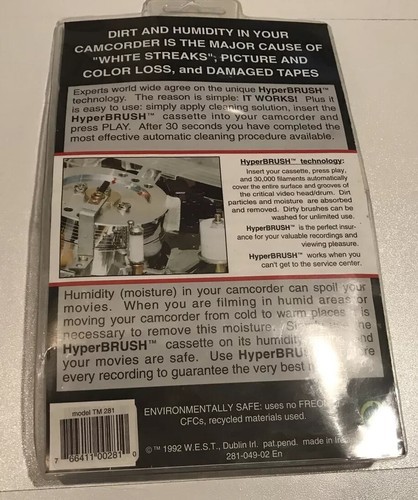 DIRT AND HUMIDITY IN YOUR
CAMCORDER IS THE MAJOR CAUSE OF
"WHITE STREAKS"; PICTURE AND
COLOR LOSS, and DAMAGED TAPES
Experts world wide agree on the unique HyperBRUSH™
technology. The reason is simple: IT WORKS! Plus it
is easy to use: simply apply cleaning solution, insert the
HyperBRUSH™ cassette into your camcorder and
press PLAY. After 30 seconds you have completed the
most effective automatic cleaning procedure available.
HyperBRUSH™ technology:
Insert your cassette, press play,
and 30,000 filaments automatically
cover the entire surface and grooves of
the critical video head/drum. Dirt
particles and moisture are absorbed
and removed. Dirty brushes can be
washed for unlimited use.
HyperBRUSH™ is the perfect insur-
ance for your valuable recordings and
viewing pleasure.
HyperBRUSH™ works when you
can't get to the service center.
Humidity (moisture) in your camcorder can spoil your
movies. When you are filming in humid areas or
moving your camcorder from cold to warm places it is
necessary to remove this moisture. the
HyperBRUSH™ cassette on its humidity and
your movies are safe. Use HyperBRUSH
every recording to guarantee the very best
model TM 281
7 66411 00281 0
ENVIRONMENTALLY SAFE: uses no FREON,
CFCs, recycled materials used.
©™ 1992 W.E.S.T., Dublin Irl. pat.pend. made in
281-049-02 En